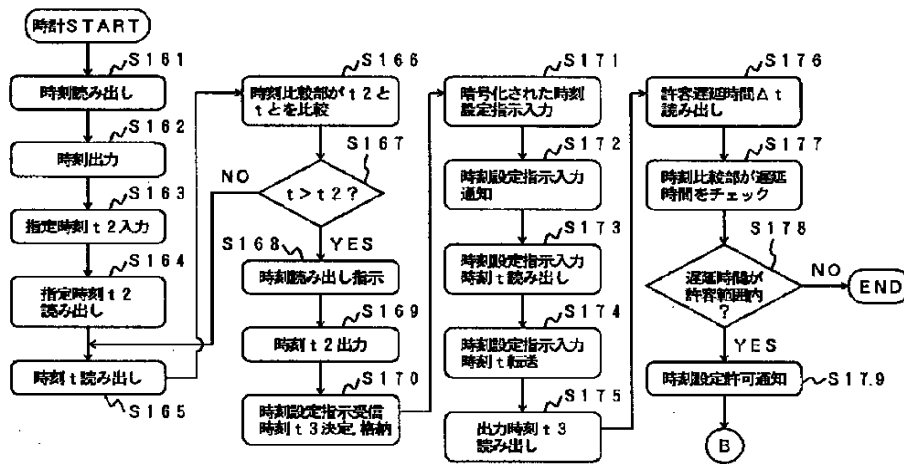 時計START
S161
時刻読み出し
S162
時刻出力
S163
指定時刻t2入力
S164
指定時刻t2
読み出し
時刻t読み出し
S165
S166
時刻比較部がt2と
tとを比較
S167
NO
t>t2?
YES
S168
時刻読み出し指示
S169
時刻t2出力
S170
時刻設定指示受信
時刻t3決定,格納
S171
暗号化された時刻
設定指示入力
S172
時刻設定指示入力
通知
S173
時刻設定指示入力
時刻t読み出し
S174
時刻設定指示入力
時刻t転送
S175
出力時刻t3
読み出し
S176
許容遅延時間Δt
読み出し
S177
時刻比較部が遅延
時間をチェック
S178
遅延時間が
許容範囲内
?
NO
END
YES
時刻設定許可通知
S17.9
B